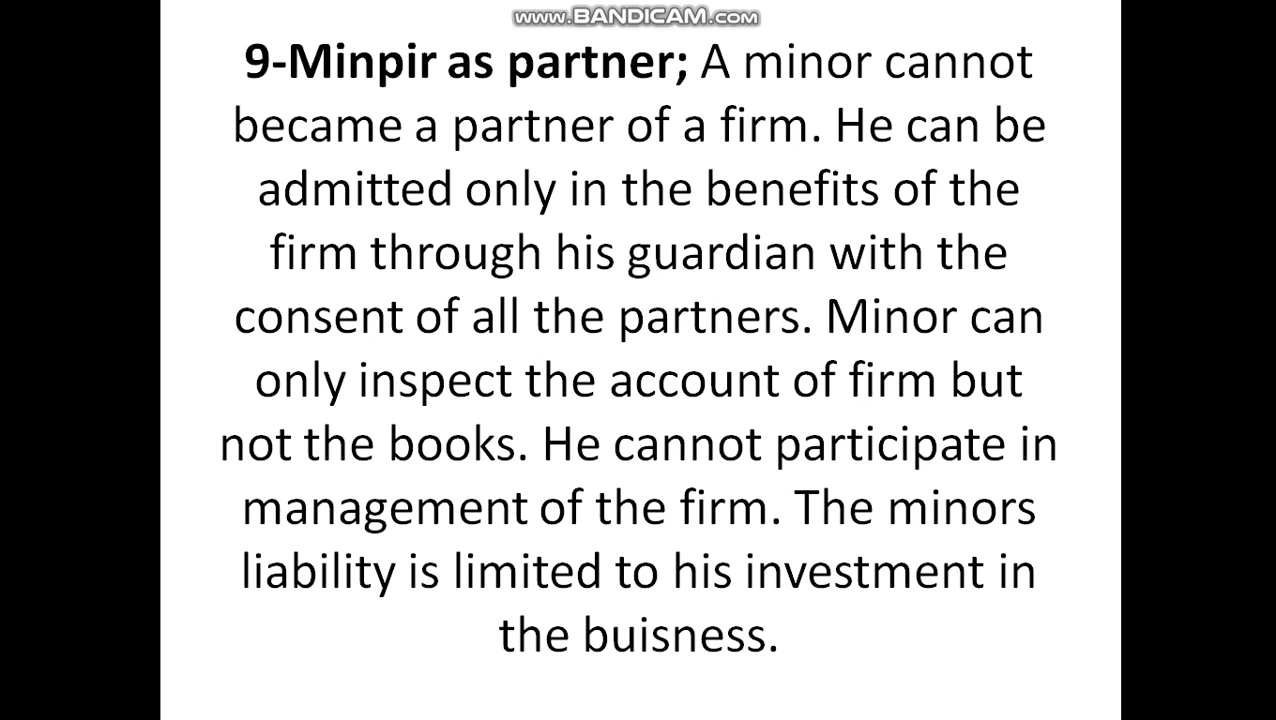 www.BANDICAM.com
9-Minpir as partner; A minor cannot
became a partner of a firm. He can be
admitted only in the benefits of the
firm through his guardian with the
consent of all the partners. Minor can
only inspect the account of firm but
not the books. He cannot participate in
management of the firm. The minors
liability is limited to his investment in
the buisness.